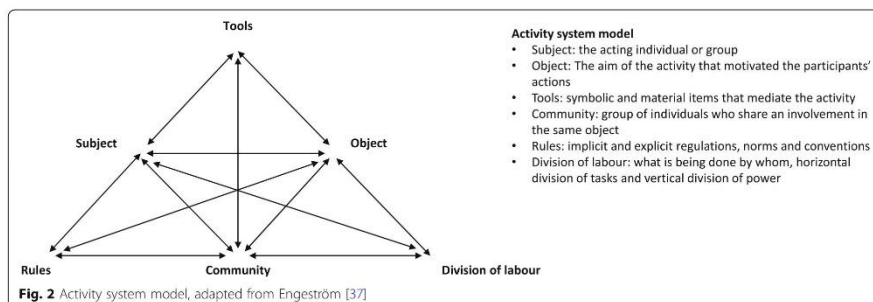 Tools
Subject
Object
Rules
Community
Division of labour
Activity system model
• Subject: the acting individual or group
• Object: The aim of the activity that motivated the participants'
actions
• Tools: symbolic and material items that mediate the activity
• Community: group of individuals who share an involvement in
the same object
• Rules: implicit and explicit regulations, norms and conventions
• Division of labour: what is being done by whom, horizontal
division of tasks and vertical division of power
Fig. 2 Activity system model, adapted from Engeström [37]